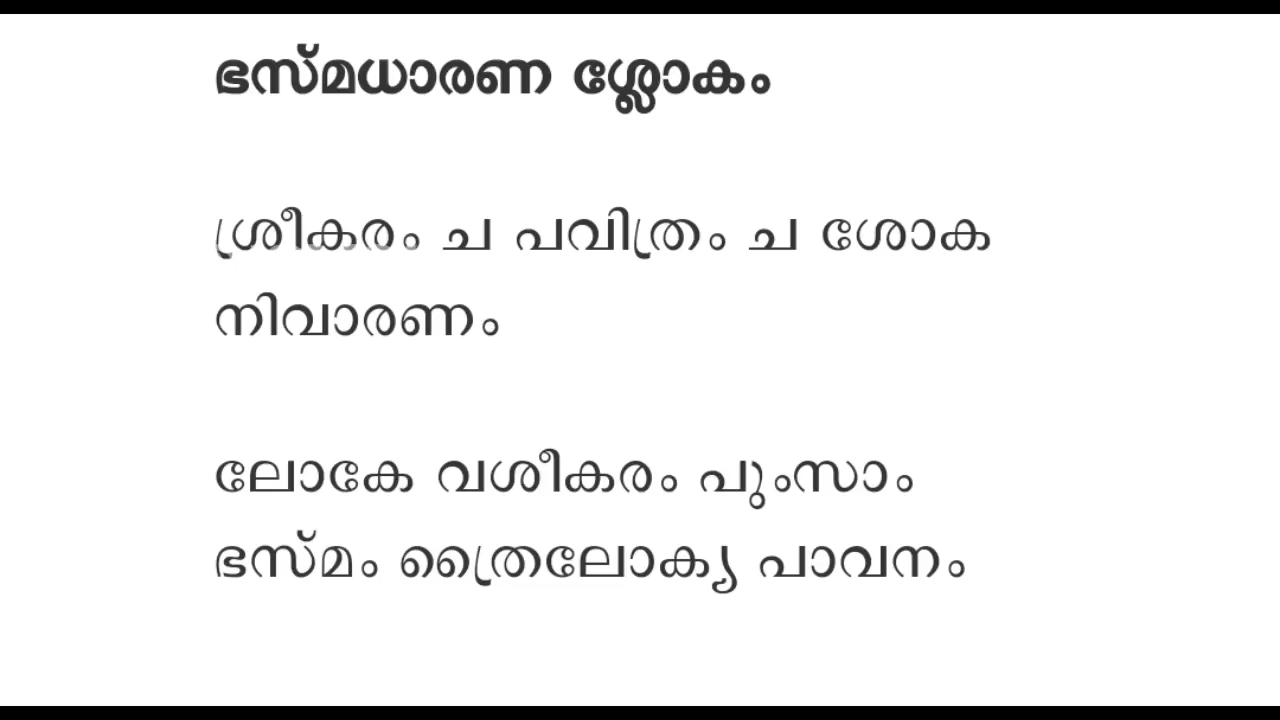 ഭസ്മധാരണ ശ്ലോകം
ശ്രീകരം ച പവിത്രം ച ശോക
നിവാരണം
ലോകേ വശീകരം പുംസാം
ഭസ്മം ത്രൈലോക്യ പാവനം